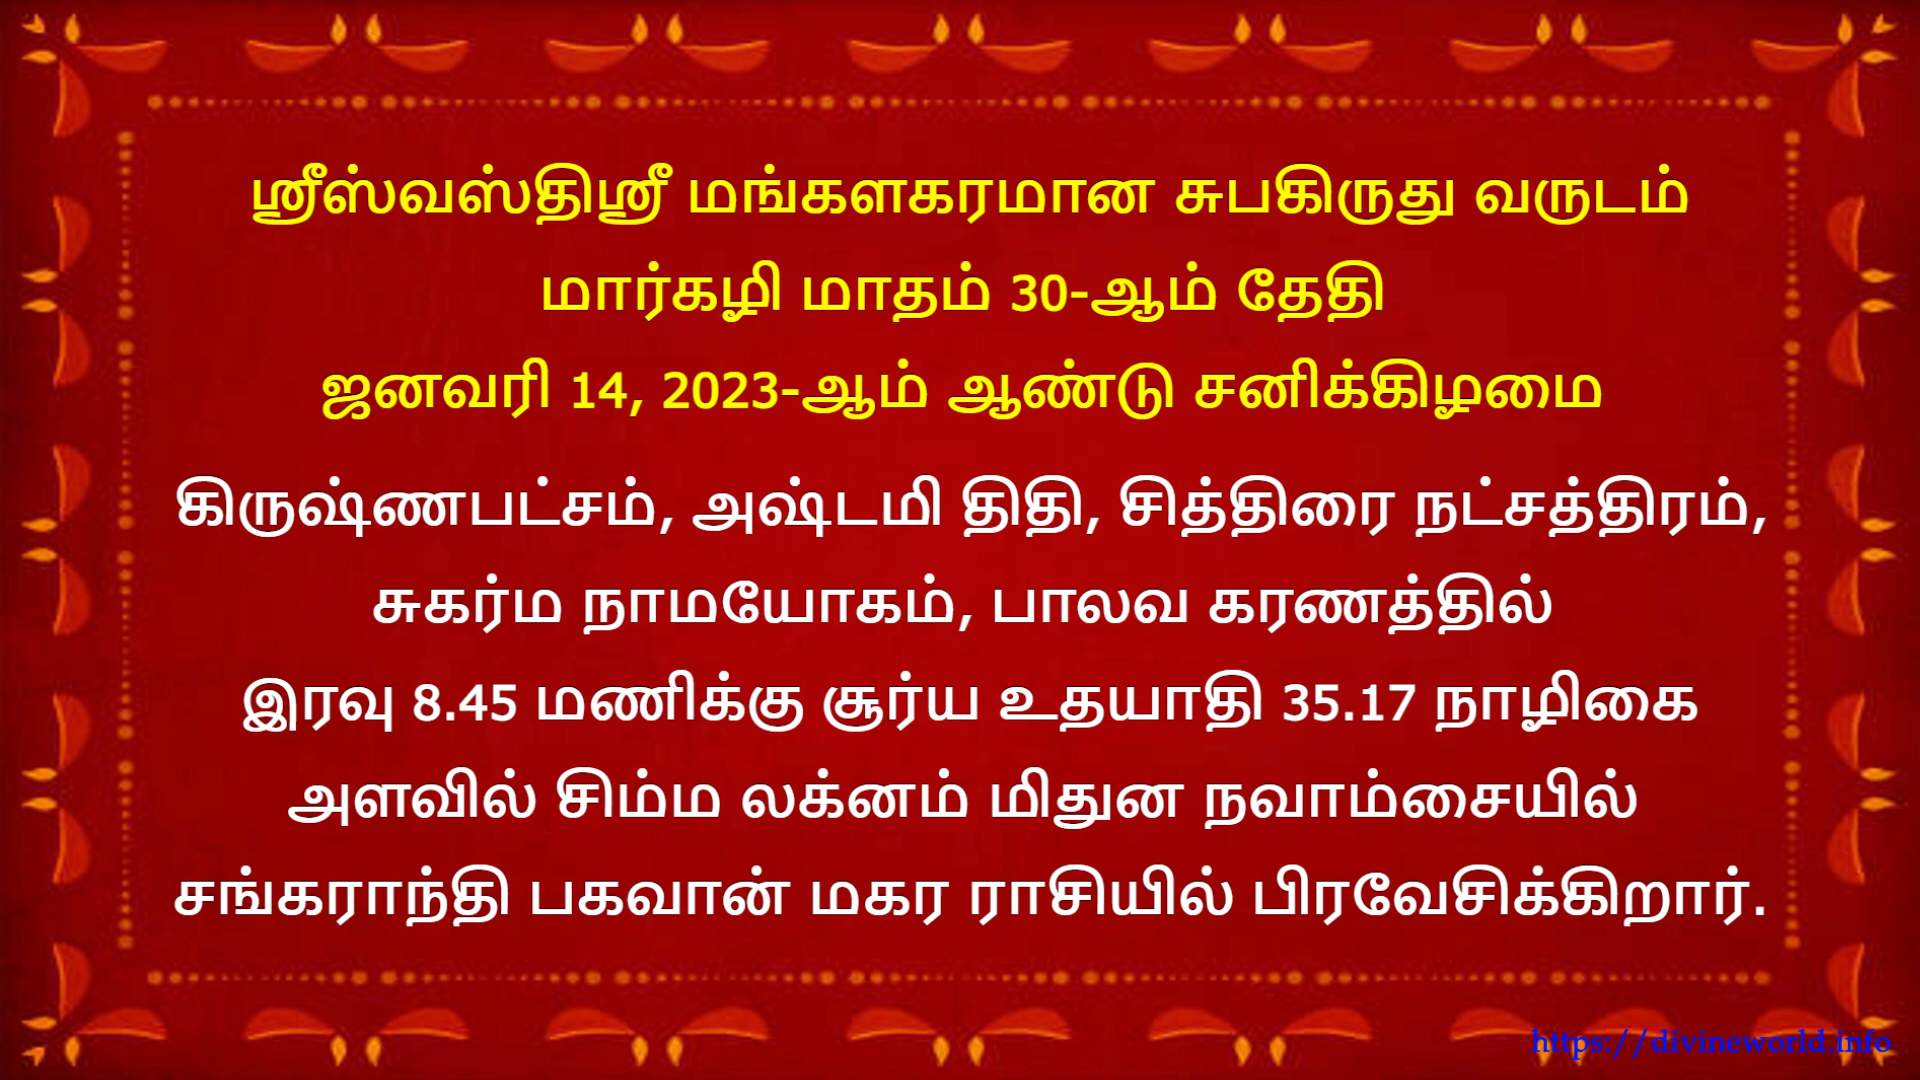 ஸ்ரீஸ்வஸ்திஸ்ரீ மங்களகரமான சுபகிருது வருடம்
மார்கழி மாதம் 30-ஆம் தேதி
ஜனவரி 14, 2023-ஆம் ஆண்டு சனிக்கிழமை
கிருஷ்ணபட்சம், அஷ்டமி திதி, சித்திரை நட்சத்திரம்,
சுகர்ம நாமயோகம், பாலவ கரணத்தில்
இரவு 8.45 மணிக்கு சூர்ய உதயாதி 35.17 நாழிகை
அளவில் சிம்ம லக்னம் மிதுன நவாம்சையில்
சங்கராந்தி பகவான் மகர ராசியில் பிரவேசிக்கிறார்.
https://divineworld.info